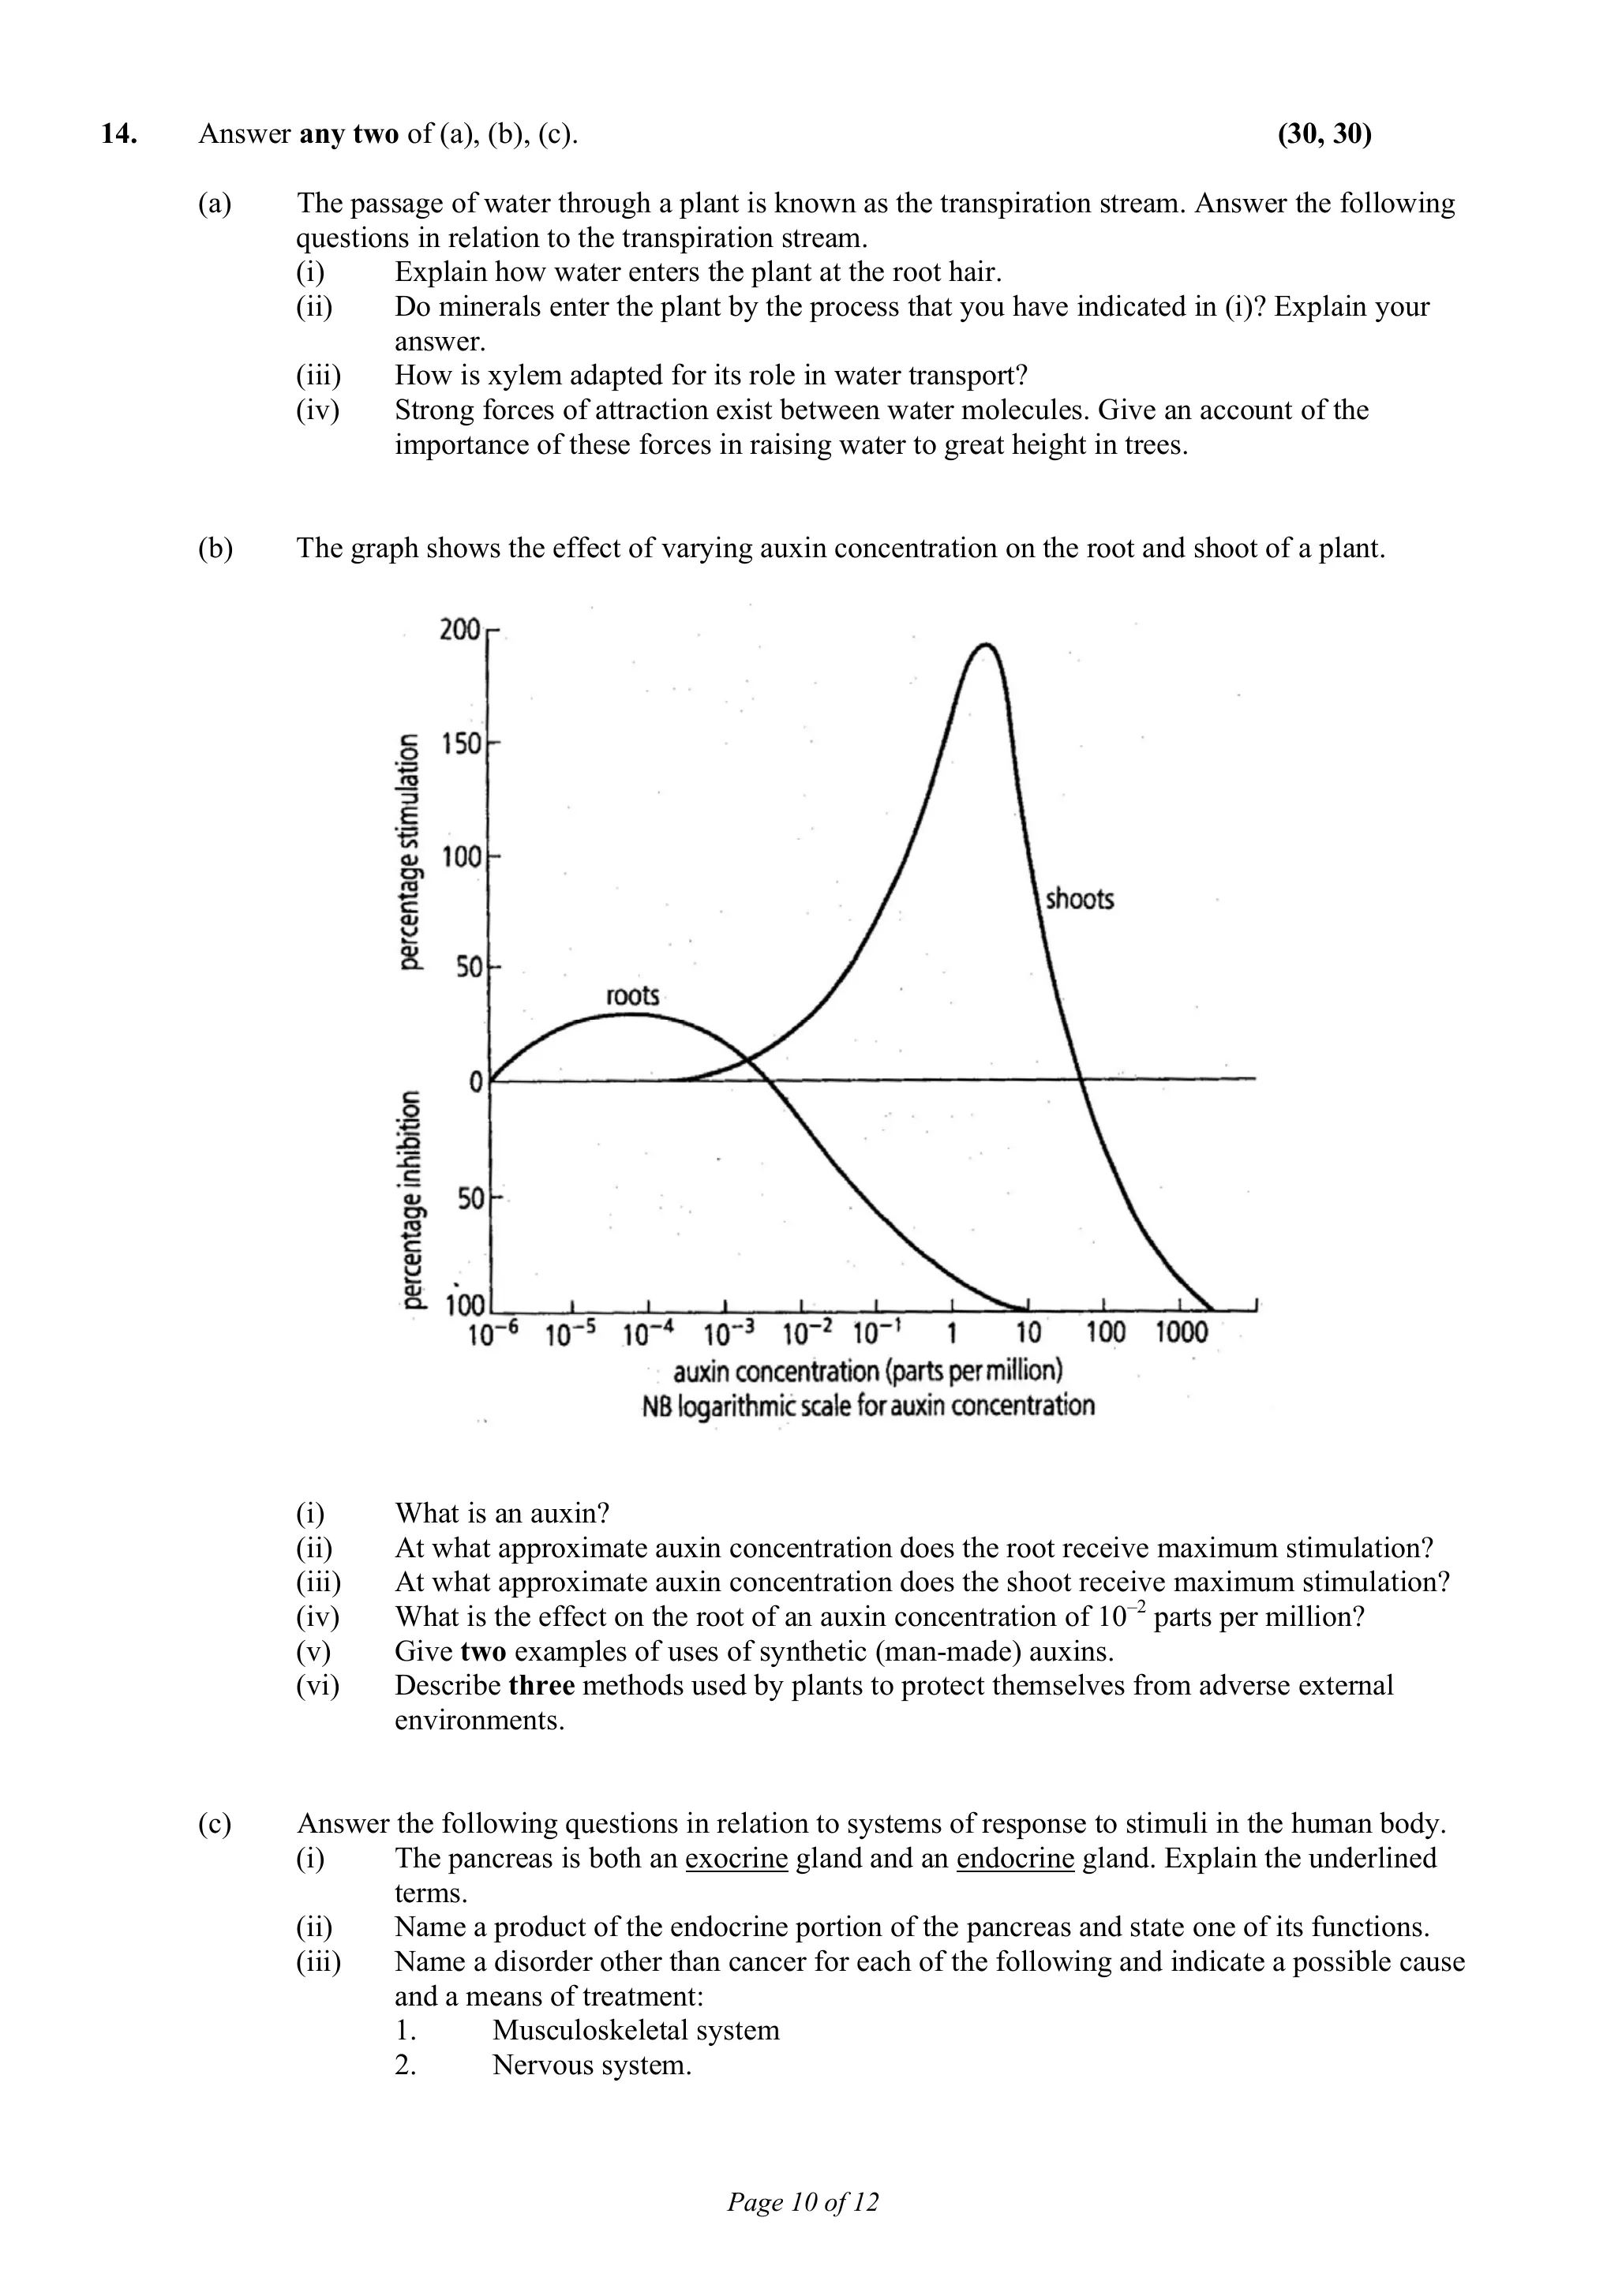 14. Answer any two of (a), (b), (c). (30, 30)
(a) The passage of water through a plant is known as the transpiration stream. Answer the following
questions in relation to the transpiration stream.
(i) Explain how water enters the plant at the root hair.
(ii) Do minerals enter the plant by the process that you have indicated in (i)? Explain your
answer.
(iii) How is xylem adapted for its role in water transport?
(iv) Strong forces of attraction exist between water molecules. Give an account of the
importance of these forces in raising water to great height in trees.
(b) The graph shows the effect of varying auxin concentration on the root and shoot of a plant.
200
150
percentage stimulation
100
shoots
50
roots
0
percentage inhibition
50
100
10⁻⁶ 10⁻⁵ 10⁻⁴ 10⁻³ 10⁻² 10⁻¹ 1 10 100 1000
auxin concentration (parts per million)
NB logarithmic scale for auxin concentration
(i) What is an auxin?
(ii) At what approximate auxin concentration does the root receive maximum stimulation?
(iii) At what approximate auxin concentration does the shoot receive maximum stimulation?
(iv) What is the effect on the root of an auxin concentration of 10⁻² parts per million?
(v) Give two examples of uses of synthetic (man-made) auxins.
(vi) Describe three methods used by plants to protect themselves from adverse external
environments.
(c) Answer the following questions in relation to systems of response to stimuli in the human body.
(i) The pancreas is both an exocrine gland and an endocrine gland. Explain the underlined
terms.
(ii) Name a product of the endocrine portion of the pancreas and state one of its functions.
(iii) Name a disorder other than cancer for each of the following and indicate a possible cause
and a means of treatment:
1. Musculoskeletal system
2. Nervous system.
Page 10 of 12